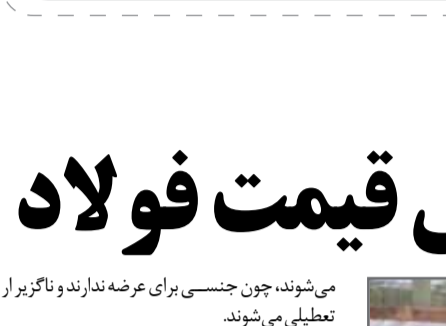 قیمت فولاد
می‌شوند، چون جنسی برای عرضه ندارند و ناگزیر از
تعطیلی می‌شوند.